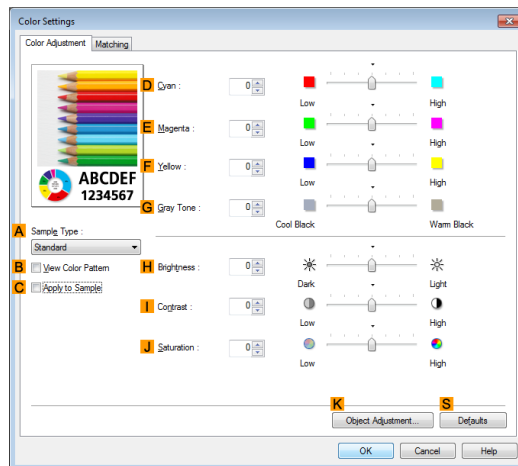 Color Settings
Color Adjustment Matching
D Cyan : 0
Low High
E Magenta : 0
Low High
F Yellow : 0
Low High
ABCDEF
1234567
G Gray Tone : 0
Cool Black Warm Black
A Sample Type :
Standard
B View Color Pattern
H Brightness : 0
Dark Light
C Apply to Sample
I Contrast : 0
Low High
J Saturation : 0
Low High
K S
Object Adjustment... Defaults
OK Cancel Help